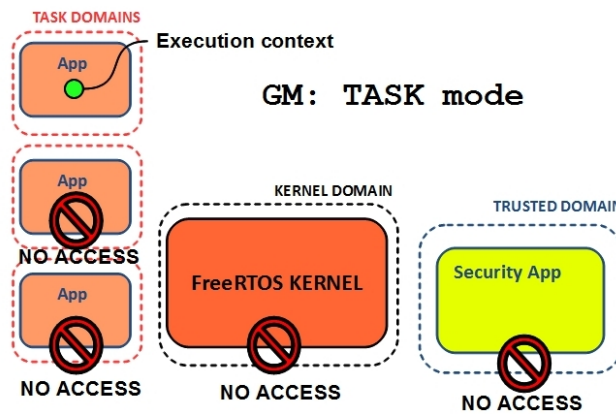 TASK DOMAINS
Execution context
App
GM: TASK mode
App
NO ACCESS
KERNEL DOMAIN
TRUSTED DOMAIN
App
FreeRTOS KERNEL
Security App
NO ACCESS
NO ACCESS
NO ACCESS